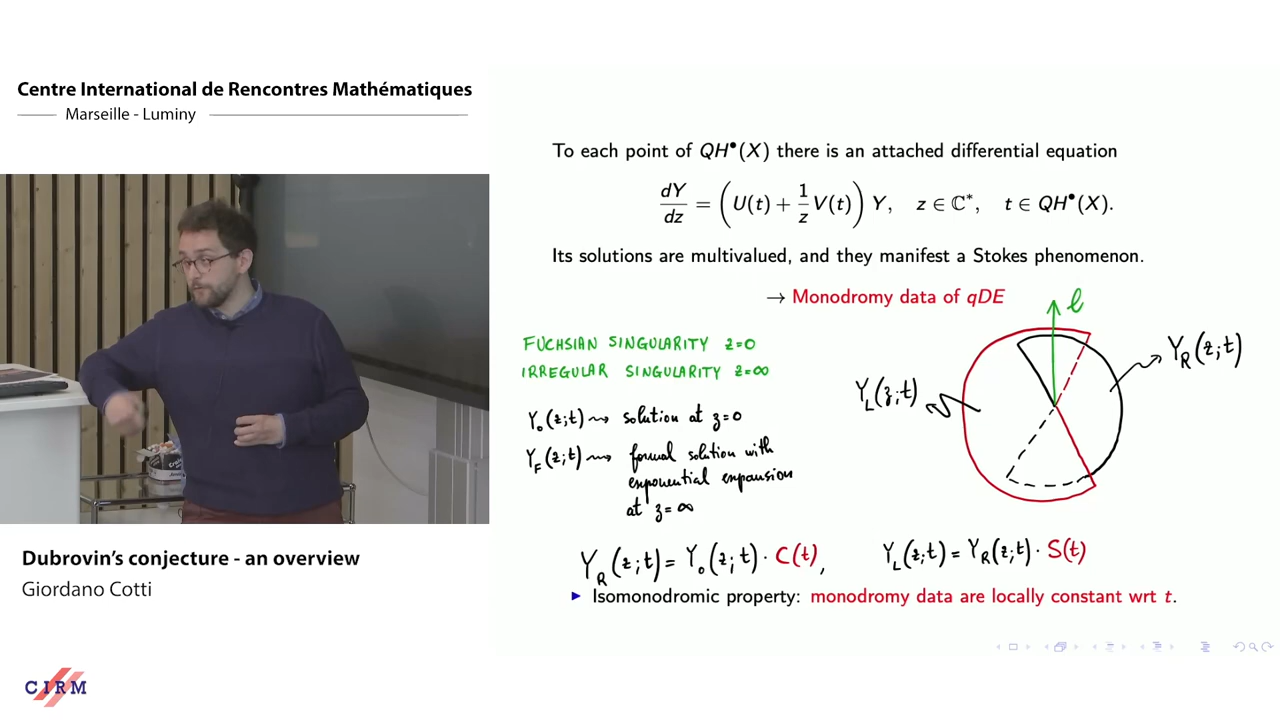 Centre International de Rencontres Mathématiques
Marseille - Luminy
To each point of QH•(X) there is an attached differential equation
dY/dz = (U(t) + 1/z V(t)) Y, z ∈ ℂ*, t ∈ QH•(X).
Its solutions are multivalued, and they manifest a Stokes phenomenon.
→ Monodromy data of qDE
ℓ
FUCHSIAN SINGULARITY z=0
IRREGULAR SINGULARITY z=∞
Y_R(z;t)
Y_L(z;t)
Y_0(z;t) ⇝ solution at z=0
Y_F(z;t) ⇝ formal solution with
exponential expansion
at z=∞
Y_R(z;t) = Y_0(z;t) · C(t), Y_L(z;t) = Y_R(z;t) · S(t)
▶ Isomonodromic property: monodromy data are locally constant wrt t.
Dubrovin's conjecture - an overview
Giordano Cotti
CIRM